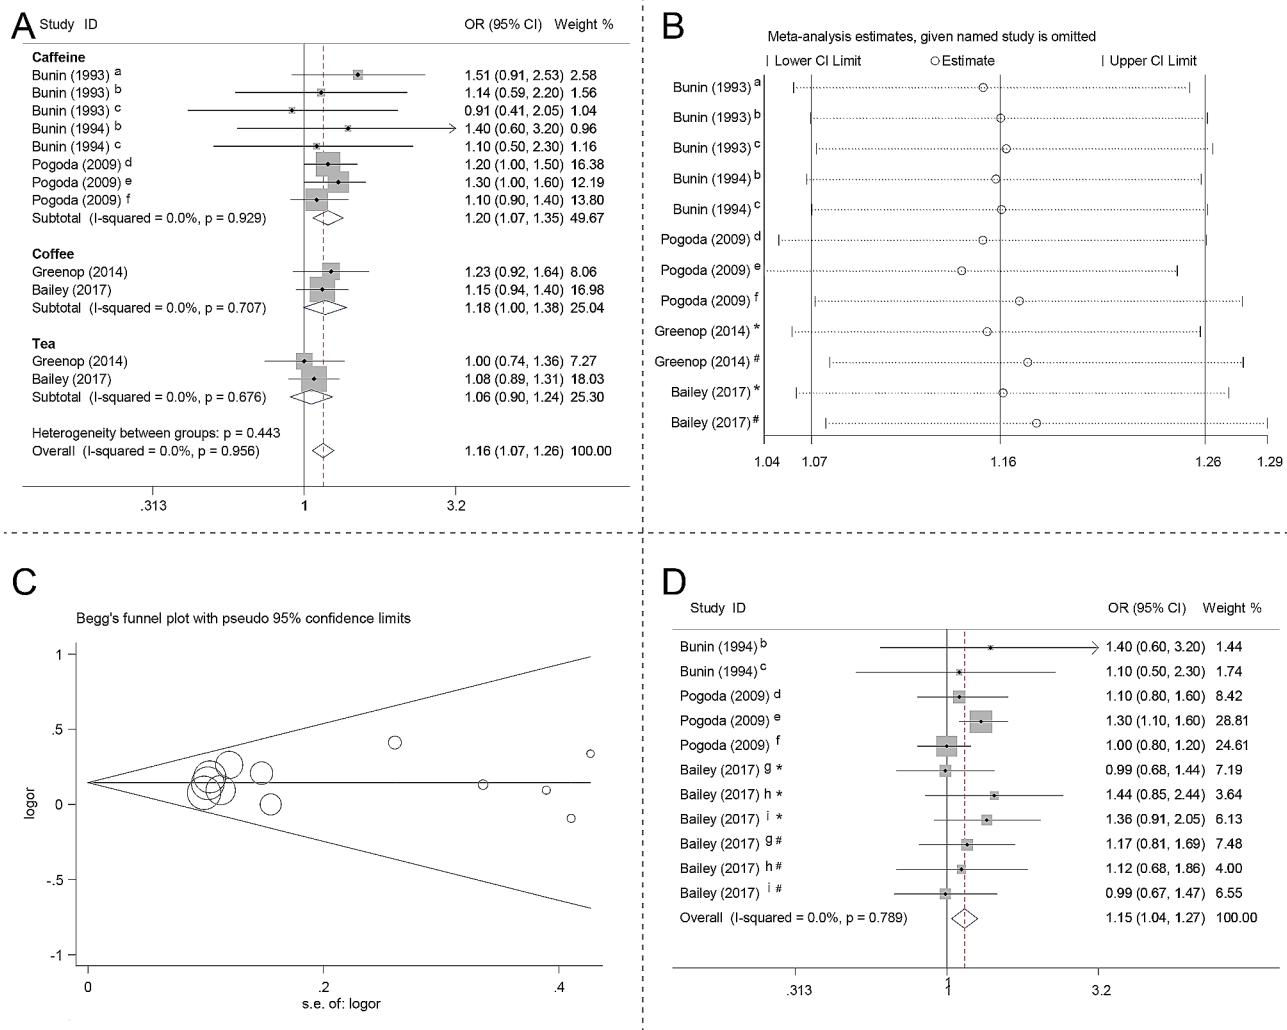 A
Study ID OR (95% CI) Weight %
Caffeine
Bunin (1993) a 1.51 (0.91, 2.53) 2.58
Bunin (1993) b 1.14 (0.59, 2.20) 1.56
Bunin (1993) c 0.91 (0.41, 2.05) 1.04
Bunin (1994) b 1.40 (0.60, 3.20) 0.96
Bunin (1994) c 1.10 (0.50, 2.30) 1.16
Pogoda (2009) d 1.20 (1.00, 1.50) 16.38
Pogoda (2009) e 1.30 (1.00, 1.60) 12.19
Pogoda (2009) f 1.10 (0.90, 1.40) 13.80
Subtotal (I-squared = 0.0%, p = 0.929) 1.20 (1.07, 1.35) 49.67
Coffee
Greenop (2014) 1.23 (0.92, 1.64) 8.06
Bailey (2017) 1.15 (0.94, 1.40) 16.98
Subtotal (I-squared = 0.0%, p = 0.707) 1.18 (1.00, 1.38) 25.04
Tea
Greenop (2014) 1.00 (0.74, 1.36) 7.27
Bailey (2017) 1.08 (0.89, 1.31) 18.03
Subtotal (I-squared = 0.0%, p = 0.676) 1.06 (0.90, 1.24) 25.30
Heterogeneity between groups: p = 0.443
Overall (I-squared = 0.0%, p = 0.956) 1.16 (1.07, 1.26) 100.00
.313 1 3.2
B
Meta-analysis estimates, given named study is omitted
Lower CI Limit Estimate Upper CI Limit
Bunin (1993) a
Bunin (1993) b
Bunin (1993) c
Bunin (1994) b
Bunin (1994) c
Pogoda (2009) d
Pogoda (2009) e
Pogoda (2009) f
Greenop (2014) *
Greenop (2014) #
Bailey (2017) *
Bailey (2017) #
1.04 1.07 1.16 1.26 1.29
C
Begg's funnel plot with pseudo 95% confidence limits
1
.5
0
-.5
-1
logor
0 .2 .4
s.e. of: logor
D
Study ID OR (95% CI) Weight %
Bunin (1994) b 1.40 (0.60, 3.20) 1.44
Bunin (1994) c 1.10 (0.50, 2.30) 1.74
Pogoda (2009) d 1.10 (0.80, 1.60) 8.42
Pogoda (2009) e 1.30 (1.10, 1.60) 28.81
Pogoda (2009) f 1.00 (0.80, 1.20) 24.61
Bailey (2017) g * 0.99 (0.68, 1.44) 7.19
Bailey (2017) h * 1.44 (0.85, 2.44) 3.64
Bailey (2017) i * 1.36 (0.91, 2.05) 6.13
Bailey (2017) g # 1.17 (0.81, 1.69) 7.48
Bailey (2017) h # 1.12 (0.68, 1.86) 4.00
Bailey (2017) i # 0.99 (0.67, 1.47) 6.55
Overall (I-squared = 0.0%, p = 0.789) 1.15 (1.04, 1.27) 100.00
.313 1 3.2